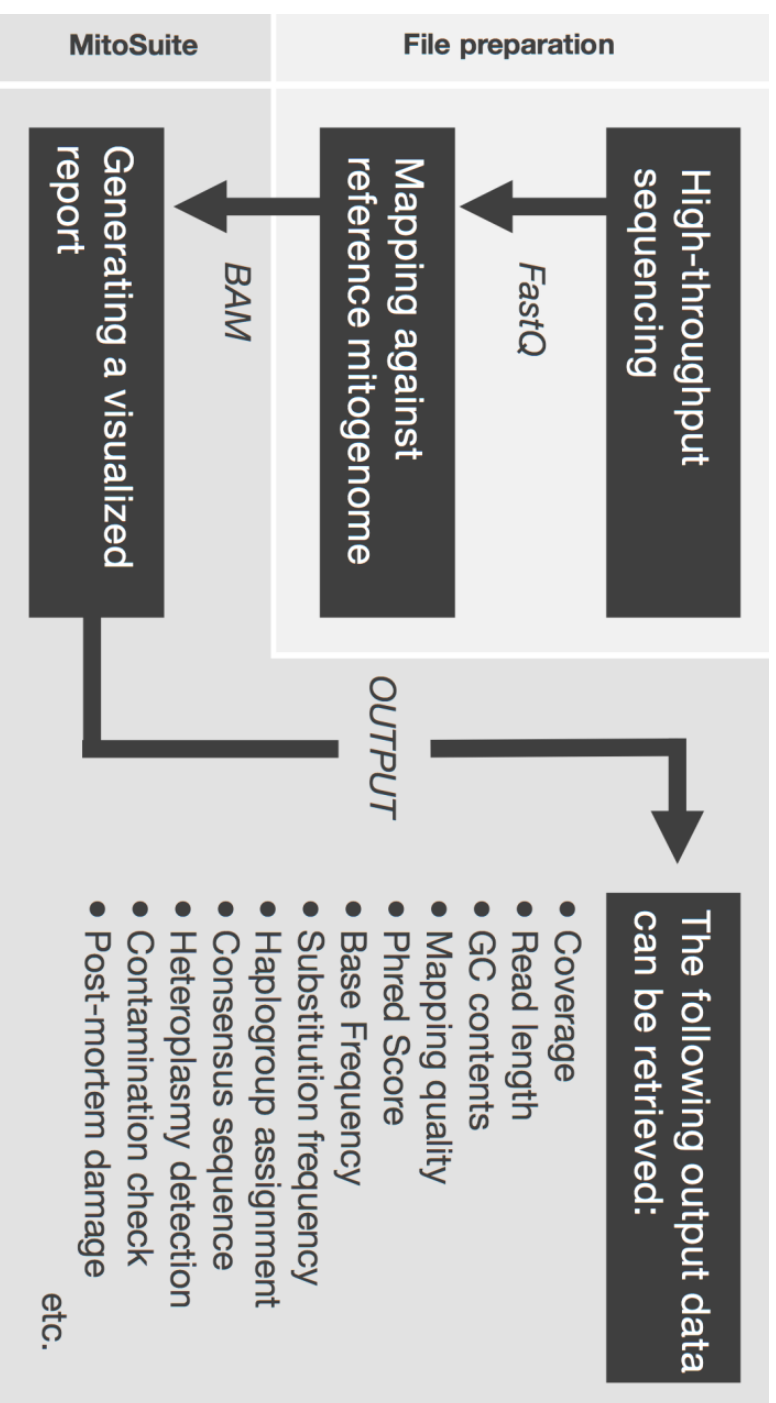 File preparation
MitoSuite
High-throughput
sequencing
FastQ
Mapping against
reference mitogenome
BAM
Generating a visualized
report
OUTPUT
The following output data
can be retrieved:
• Coverage
• Read length
• GC contents
• Mapping quality
• Phred Score
• Base Frequency
• Substitution frequency
• Haplogroup assignment
• Consensus sequence
• Heteroplasmy detection
• Contamination check
• Post-mortem damage
etc.